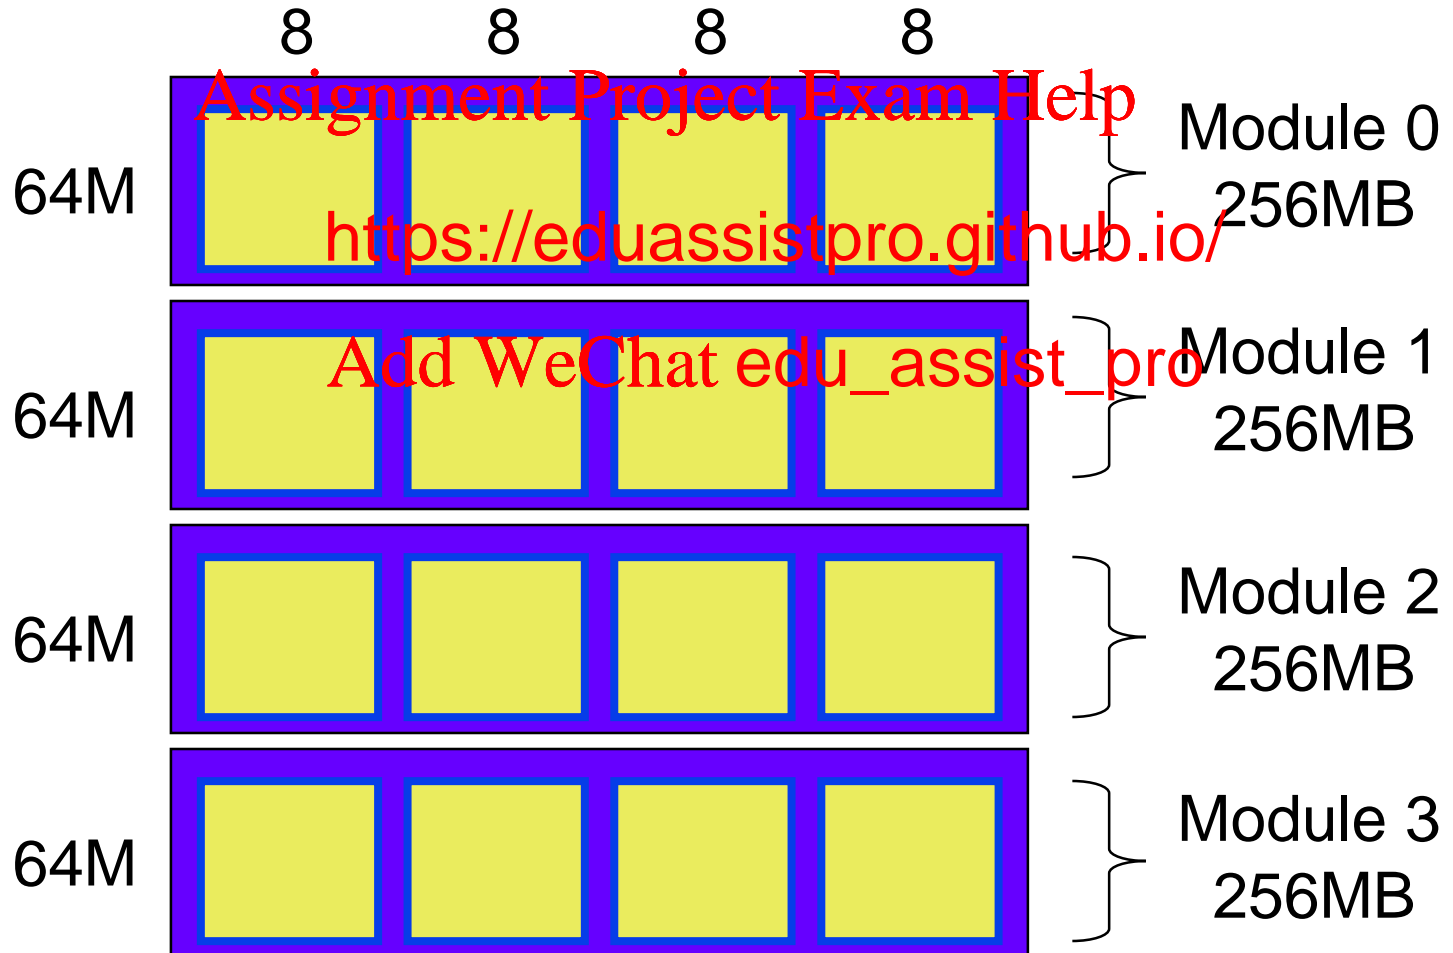 8 8 8 8
Assignment Project Exam Help
Module 0
64M
256MB
https://eduassistpro.github.io/
Module 1
Add WeChat edu_assist_pro
64M
256MB
Module 2
64M
256MB
Module 3
64M
256MB